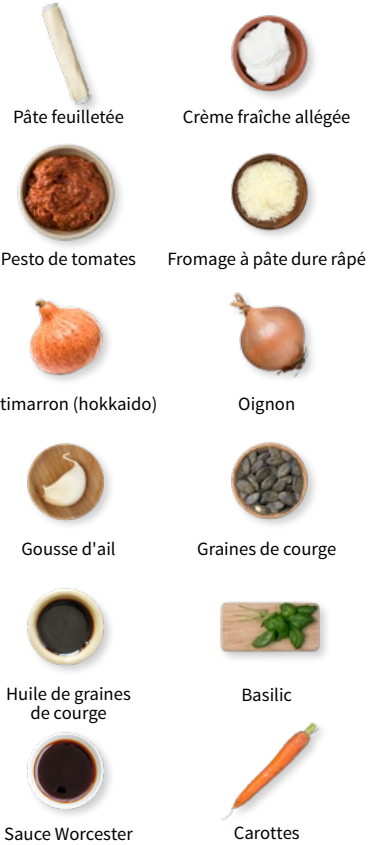 Pâte feuilletée
Crème fraîche allégée
Pesto de tomates
Fromage à pâte dure râpé
timarron (hokkaido)
Oignon
Gousse d'ail
Graines de courge
Huile de graines
de courge
Basilic
Sauce Worcester
Carottes